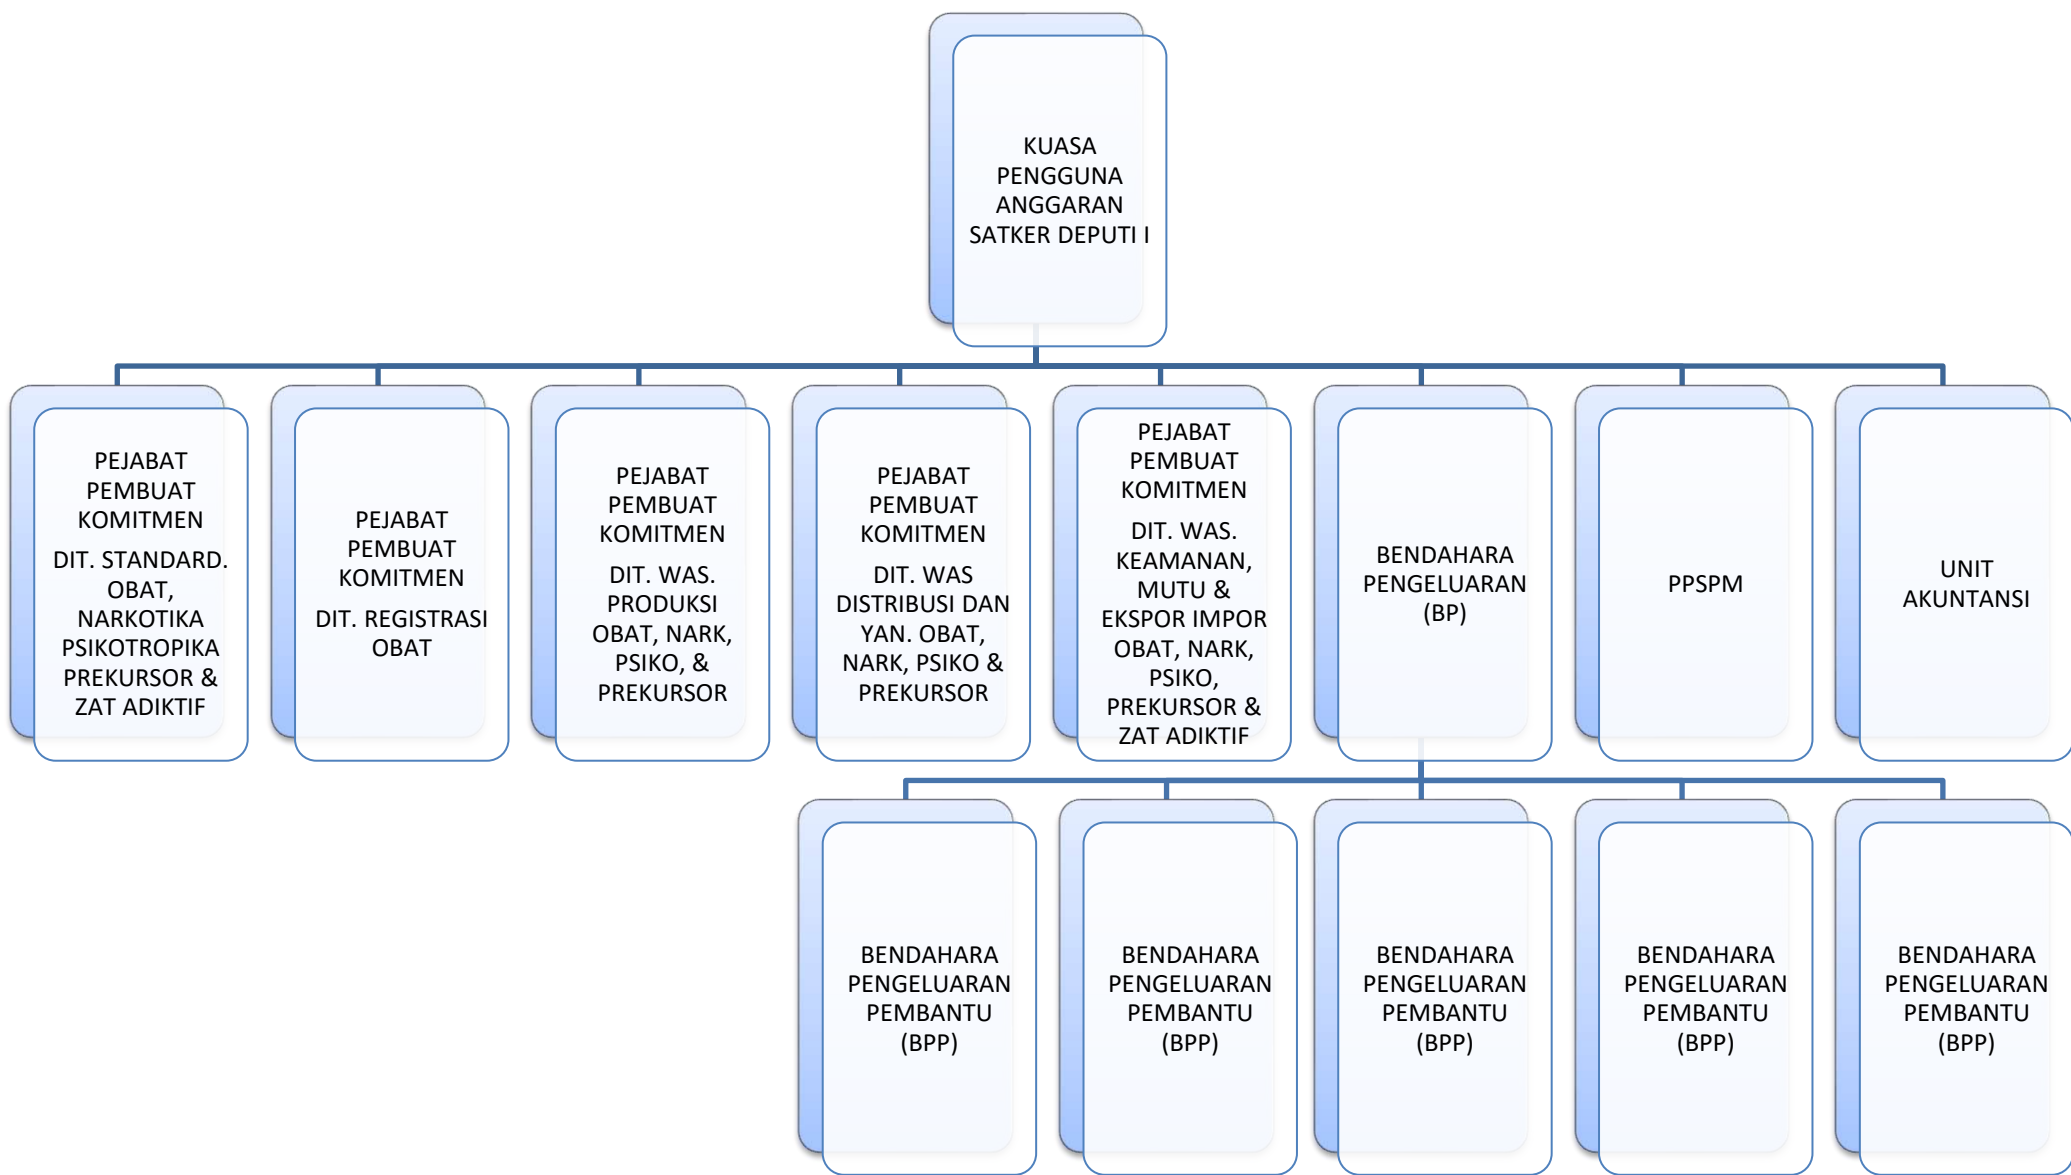 KUASA
PENGGUNA
ANGGARAN
SATKER DEPUTI I
PEJABAT
PEMBUAT
KOMITMEN
DIT. STANDARD.
OBAT,
NARKOTIKA
PSIKOTROPIKA
PREKURSOR &
ZAT ADIKTIF
PEJABAT
PEMBUAT
KOMITMEN
DIT. REGISTRASI
OBAT
PEJABAT
PEMBUAT
KOMITMEN
DIT. WAS.
PRODUKSI
OBAT, NARK,
PSIKO, &
PREKURSOR
PEJABAT
PEMBUAT
KOMITMEN
DIT. WAS
DISTRIBUSI DAN
YAN. OBAT,
NARK, PSIKO &
PREKURSOR
PEJABAT
PEMBUAT
KOMITMEN
DIT. WAS.
KEAMANAN,
MUTU &
EKSPOR IMPOR
OBAT, NARK,
PSIKO,
PREKURSOR &
ZAT ADIKTIF
BENDAHARA
PENGELUARAN
(BP)
PPSPM
UNIT
AKUNTANSI
BENDAHARA
PENGELUARAN
PEMBANTU
(BPP)
BENDAHARA
PENGELUARAN
PEMBANTU
(BPP)
BENDAHARA
PENGELUARAN
PEMBANTU
(BPP)
BENDAHARA
PENGELUARAN
PEMBANTU
(BPP)
BENDAHARA
PENGELUARAN
PEMBANTU
(BPP)